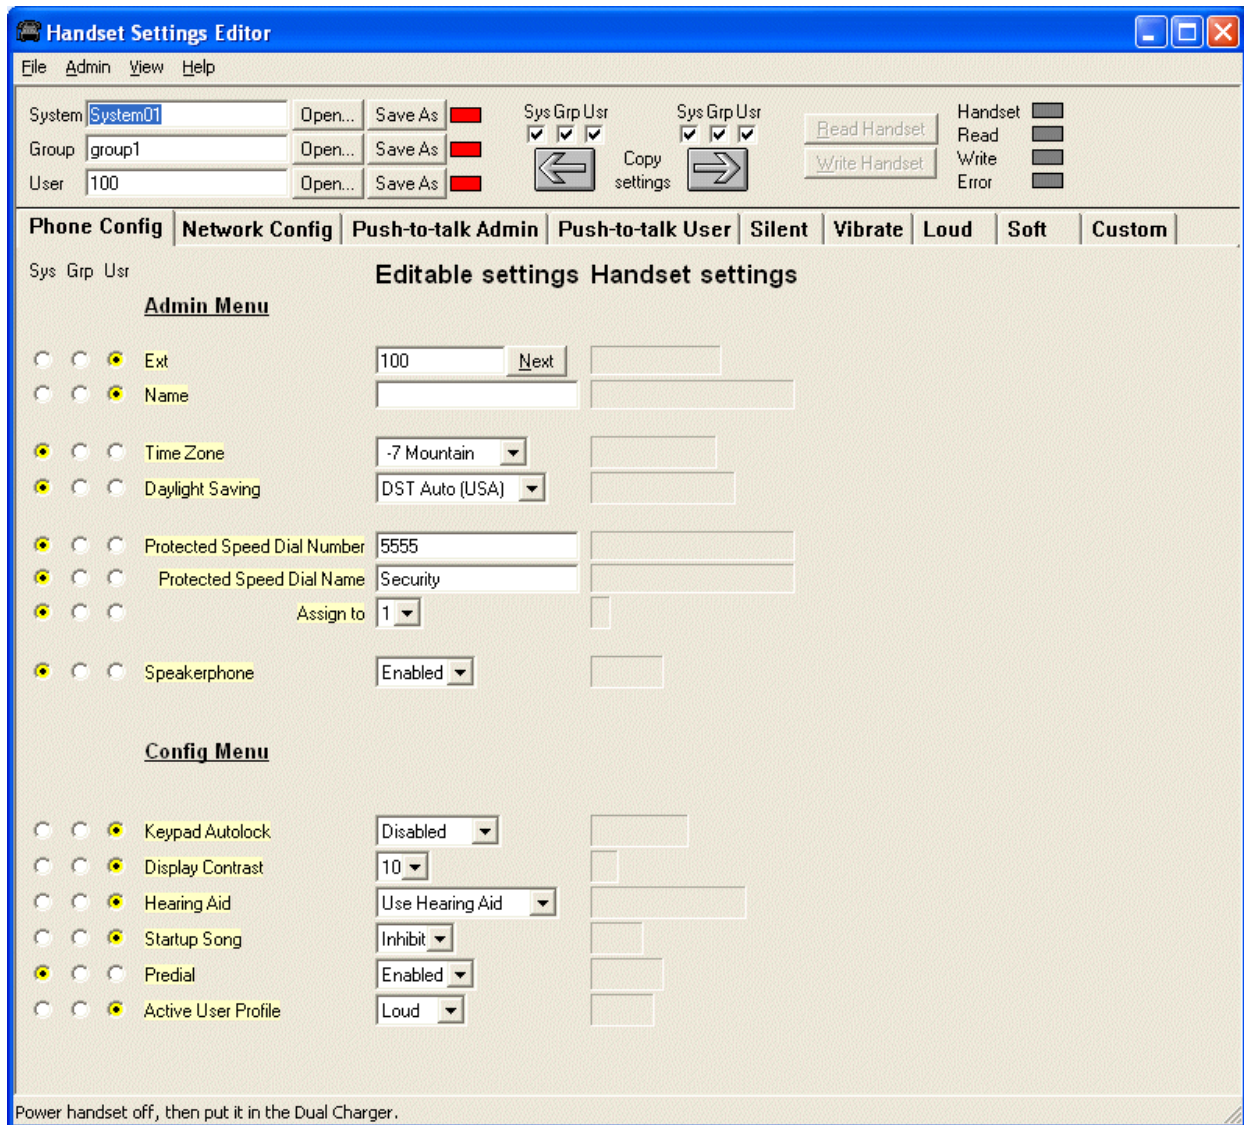 Handset Settings Editor
File Admin View Help
System System01 Open... Save As Sys Grp Usr Sys Grp Usr Read Handset Handset
Group group1 Open... Save As Copy settings Write Handset Read
User 100 Open... Save As Write
Error
Phone Config Network Config Push-to-talk Admin Push-to-talk User Silent Vibrate Loud Soft Custom
Sys Grp Usr Editable settings Handset settings
Admin Menu
Ext 100 Next
Name
Time Zone -7 Mountain
Daylight Saving DST Auto (USA)
Protected Speed Dial Number 5555
Protected Speed Dial Name Security
Assign to 1
Speakerphone Enabled
Config Menu
Keypad Autolock Disabled
Display Contrast 10
Hearing Aid Use Hearing Aid
Startup Song Inhibit
Predial Enabled
Active User Profile Loud
Power handset off, then put it in the Dual Charger.